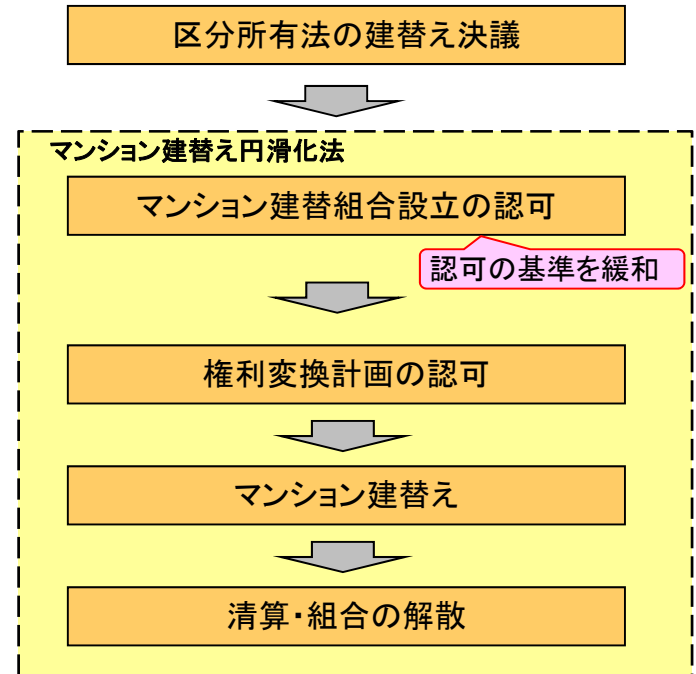 区分所有法の建替え決議
マンション建替え円滑化法
マンション建替組合設立の認可
認可の基準を緩和
権利変換計画の認可
マンション建替え
清算・組合の解散